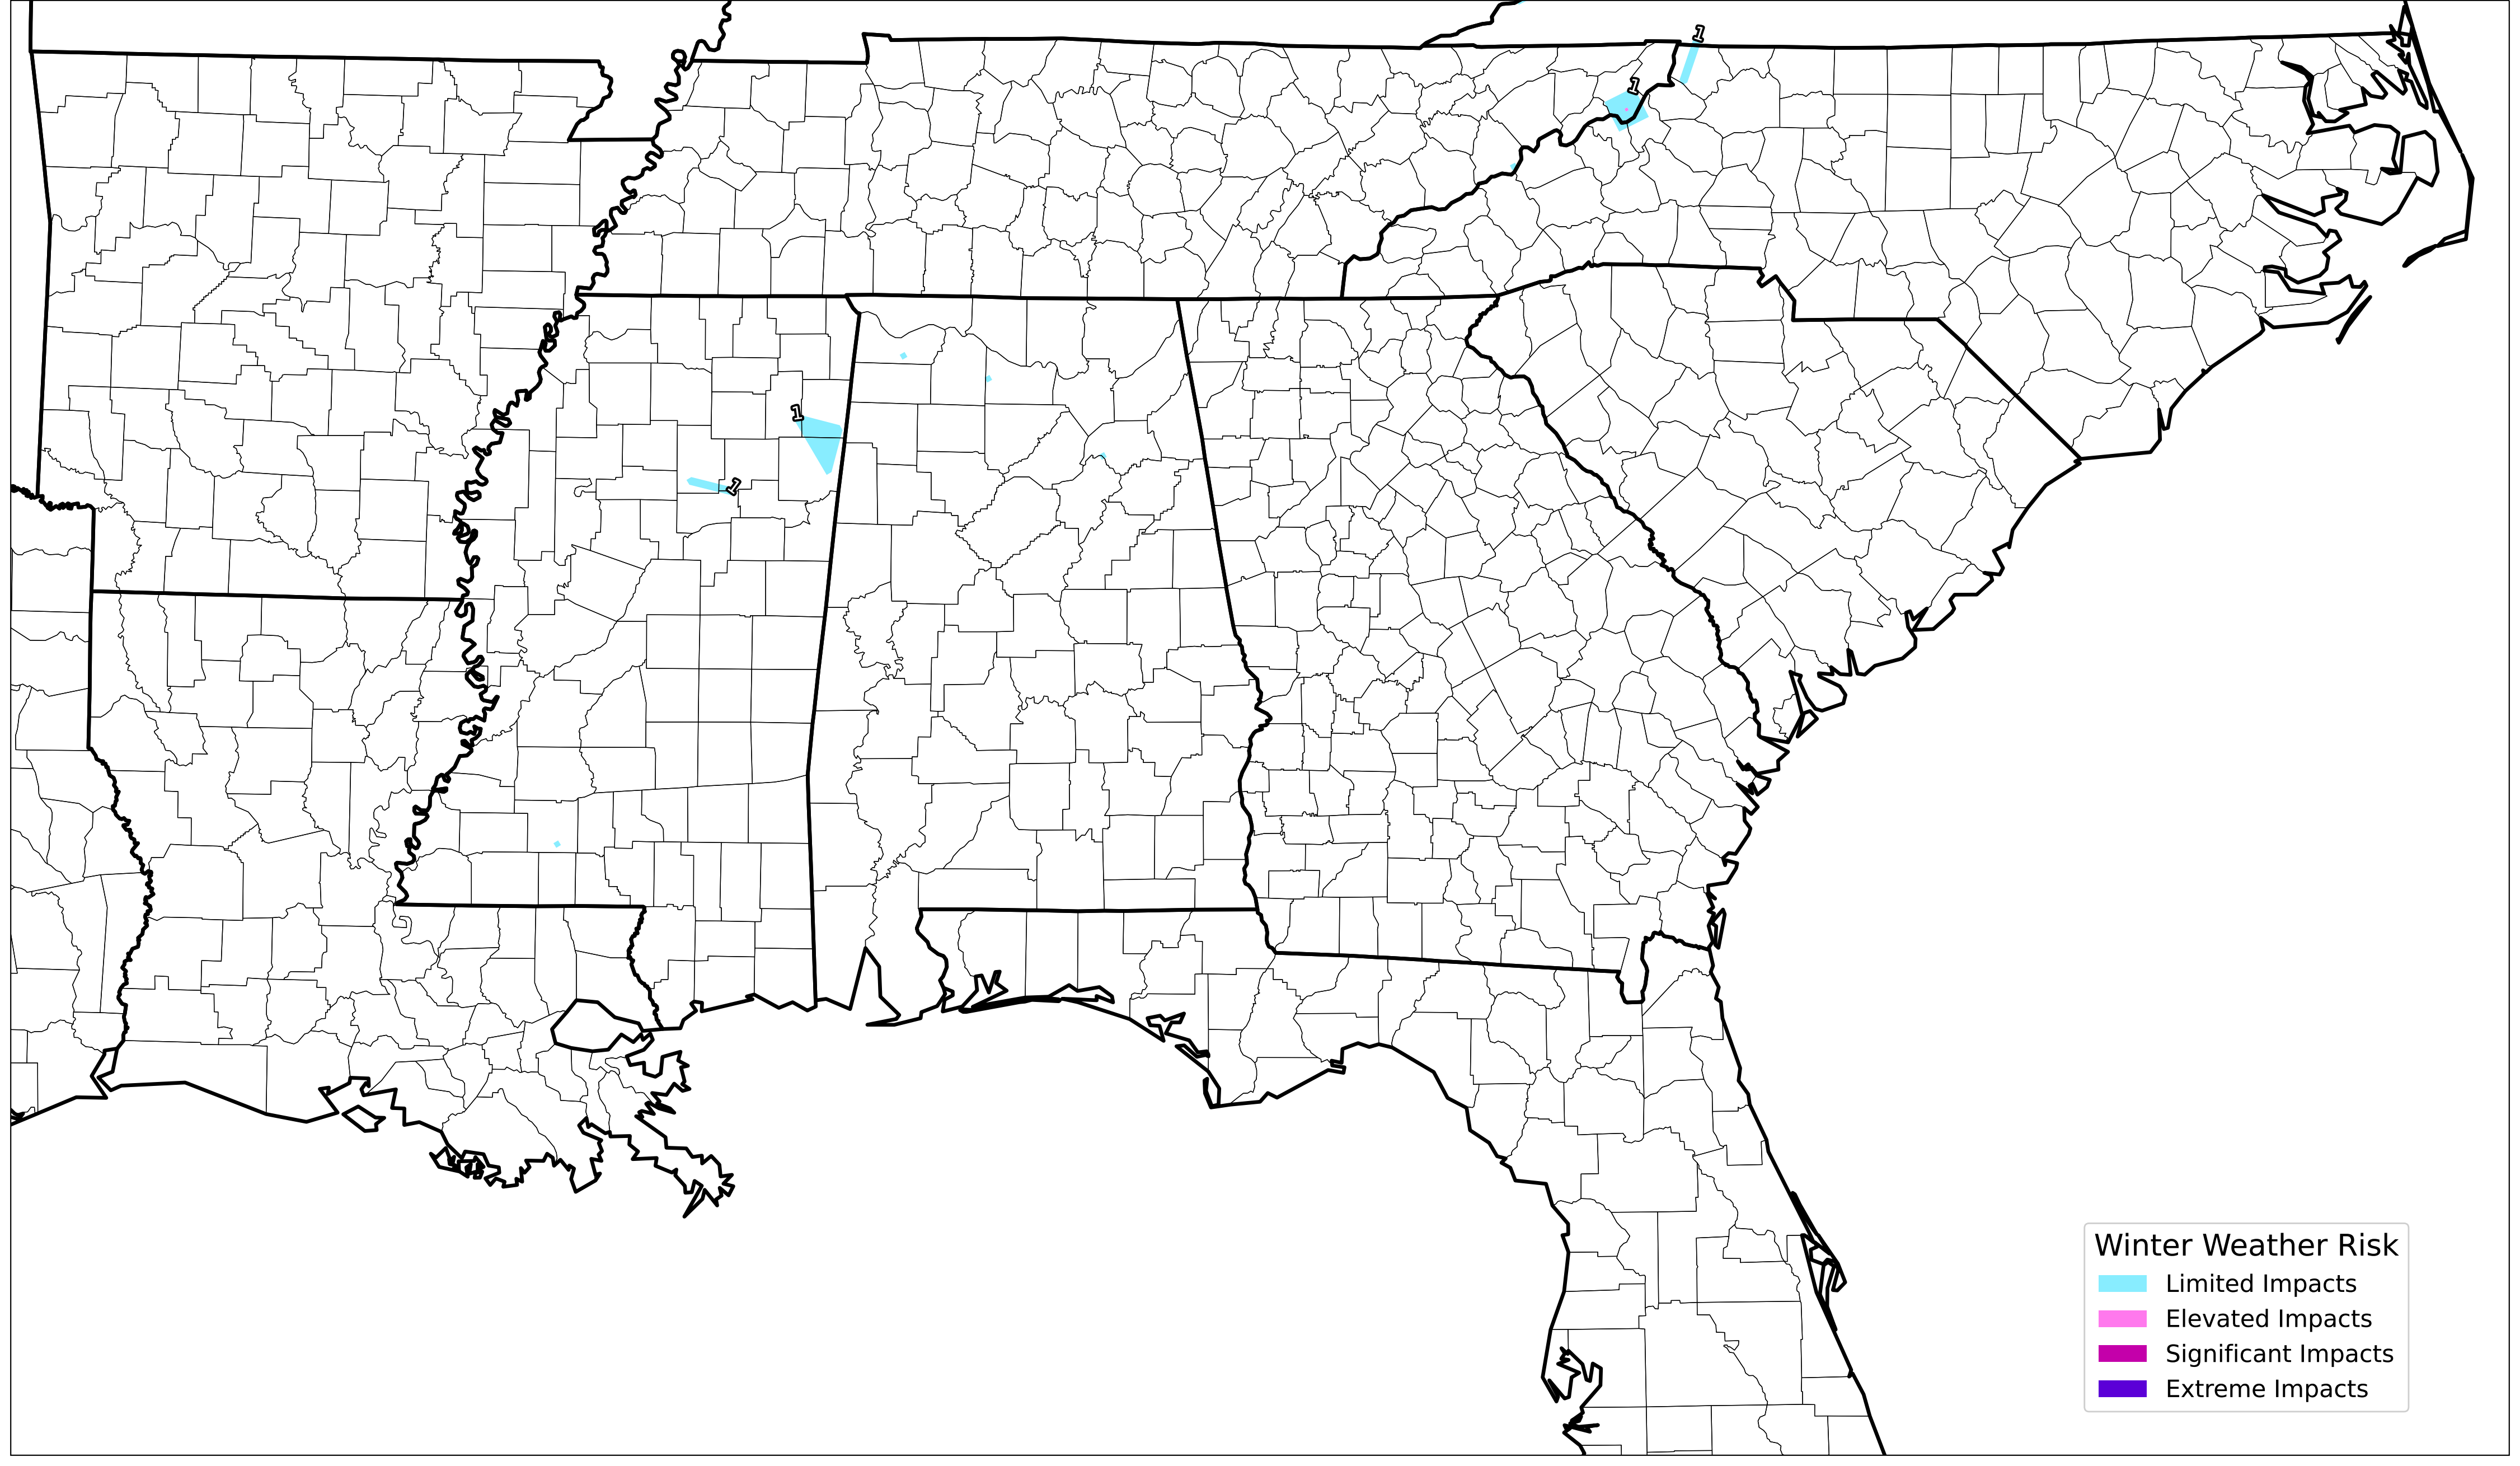 1
1
1
1
Winter Weather Risk
Limited Impacts
Elevated Impacts
Significant Impacts
Extreme Impacts